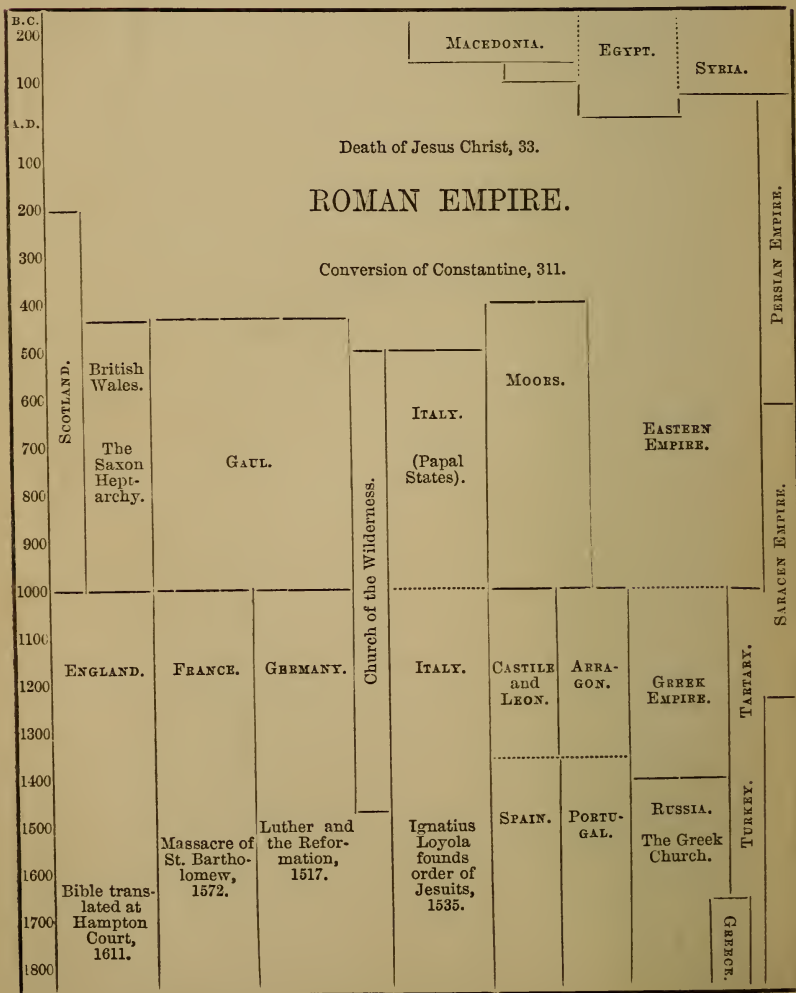 B.C.
200
MACEDONIA.
EGYPT.
SYRIA.
100
A.D.
Death of Jesus Christ, 33.
100
ROMAN EMPIRE.
200
PERSIAN EMPIRE.
300
Conversion of Constantine, 311.
400
500
SCOTLAND.
British
Wales.
MOORS.
600
ITALY.
EASTERN
EMPIRE.
700
The
Saxon
Hept-
archy.
GAUL.
(Papal
States).
800
Church of the Wilderness.
SARACEN EMPIRE.
900
1000
1100
ENGLAND.
FRANCE.
GERMANY.
ITALY.
CASTILE
and
LEON.
ARRA-
GON.
GREEK
EMPIRE.
TARTARY.
1200
1300
1400
SPAIN.
PORTU-
GAL.
RUSSIA.
The Greek
Church.
TURKEY.
1500
Massacre of
St. Bartho-
lomew,
1572.
Luther and
the Refor-
mation,
1517.
Ignatius
Loyola
founds
order of
Jesuits,
1535.
1600
Bible trans-
lated at
Hampton
Court,
1611.
1700
GREECE.
1800